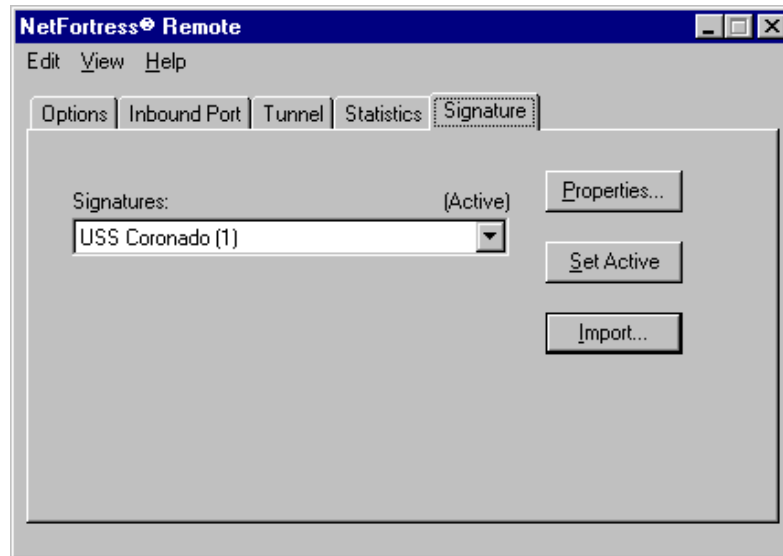 NetFortress® Remote
Edit View Help
Options Inbound Port Tunnel Statistics Signature
Signatures: (Active)
USS Coronado (1)
Properties...
Set Active
Import...